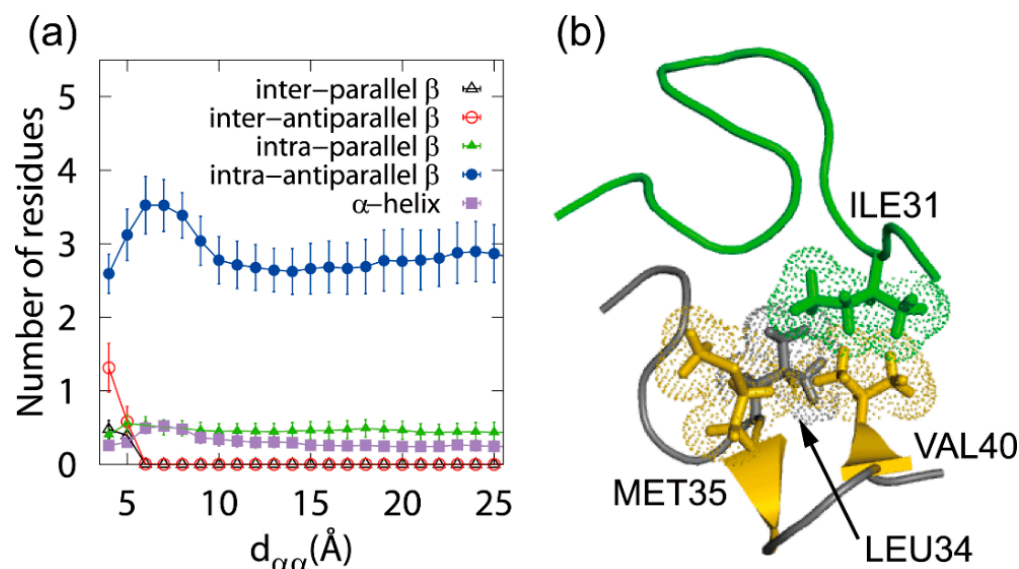 (a)
Number of residues
5
4
3
2
1
0
inter-parallel β
inter-antiparallel β
intra-parallel β
intra-antiparallel β
α-helix
5 10 15 20 25
dαα(Å)
(b)
ILE31
VAL40
MET35
LEU34